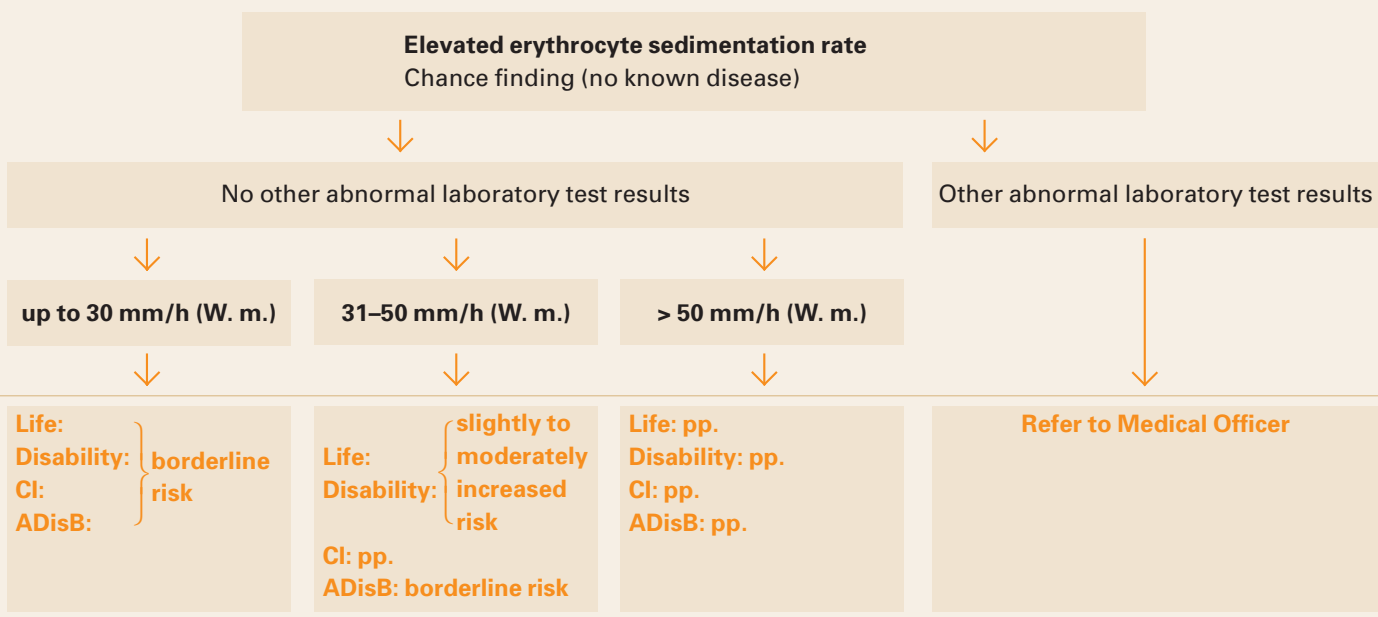 Elevated erythrocyte sedimentation rate
Chance finding (no known disease)
No other abnormal laboratory test results
Other abnormal laboratory test results
up to 30 mm/h (W. m.)
31–50 mm/h (W. m.)
> 50 mm/h (W. m.)
Life:
Disability:
CI:
ADisB:
borderline
risk
Life:
Disability:
slightly to
moderately
increased
risk
CI: pp.
ADisB: borderline risk
Life: pp.
Disability: pp.
CI: pp.
ADisB: pp.
Refer to Medical Officer